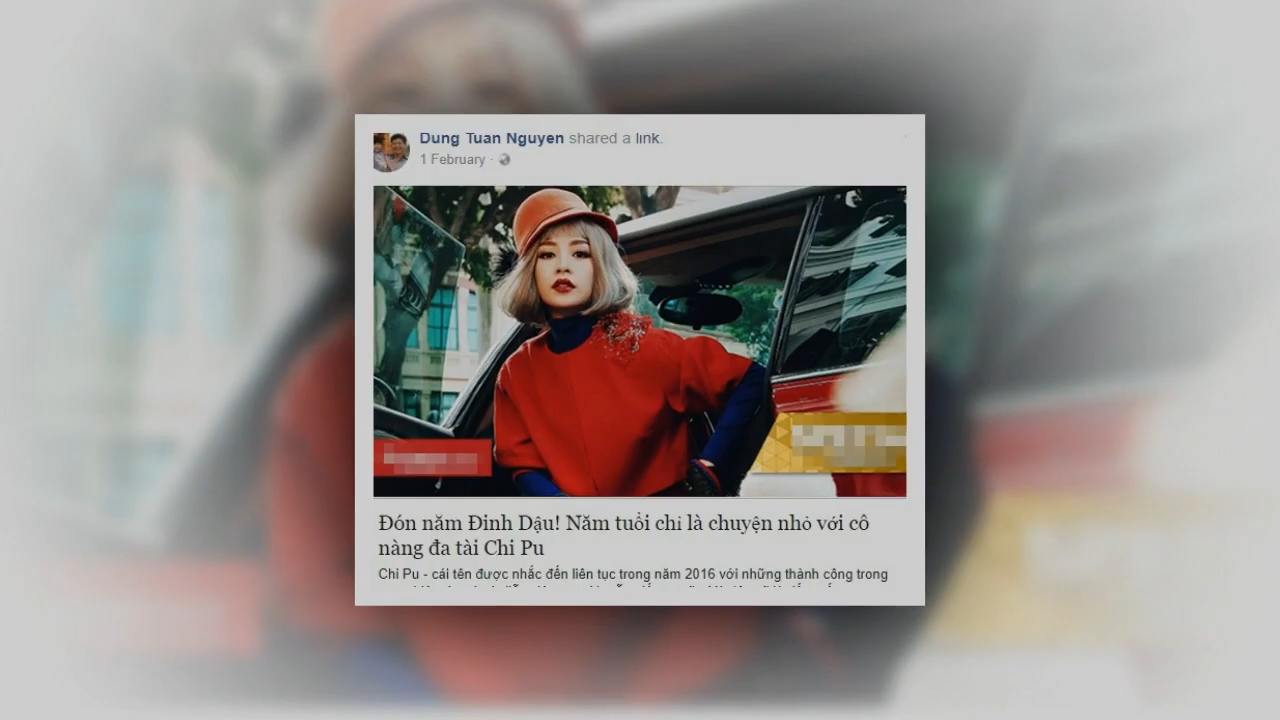 Dung Tuan Nguyen shared a link.
1 February ·
Đón năm Đinh Dậu! Năm tuổi chỉ là chuyện nhỏ với cô
nàng đa tài Chi Pu
Chi Pu - cái tên được nhắc đến liên tục trong năm 2016 với những thành công trong